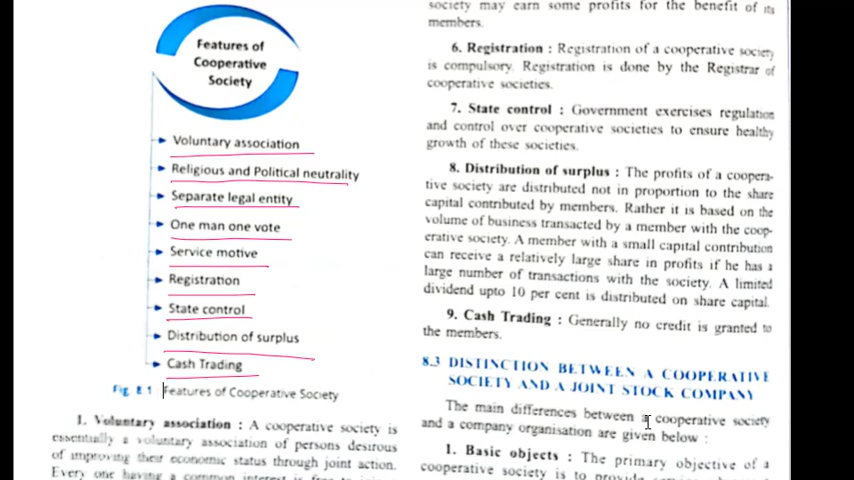 Features of
Cooperative
Society
Voluntary association
Religious and Political neutrality
Separate legal entity
One man one vote
Service motive
Registration
State control
Distribution of surplus
Cash Trading
Fig. 8.1 Features of Cooperative Society
1. Voluntary association : A cooperative society is
essentially a voluntary association of persons desirous
of improving their economic status through joint action.
Every one having a common interest is free to
society may earn some profits for the benefit of its
members.
6. Registration : Registration of a cooperative society
is compulsory. Registration is done by the Registrar of
cooperative societies.
7. State control : Government exercises regulation
and control over cooperative societies to ensure healthy
growth of these societies.
8. Distribution of surplus : The profits of a coopera-
tive society are distributed not in proportion to the share
capital contributed by members. Rather it is based on the
volume of business transacted by a member with the coop-
erative society. A member with a small capital contribution
can receive a relatively large share in profits if he has a
large number of transactions with the society. A limited
dividend upto 10 per cent is distributed on share capital.
9. Cash Trading : Generally no credit is granted to
the members.
8.3 DISTINCTION BETWEEN A COOPERATIVE
SOCIETY AND A JOINT STOCK COMPANY
The main differences between a cooperative society
and a company organisation are given below :
1. Basic objects : The primary objective of a
cooperative society is to provide